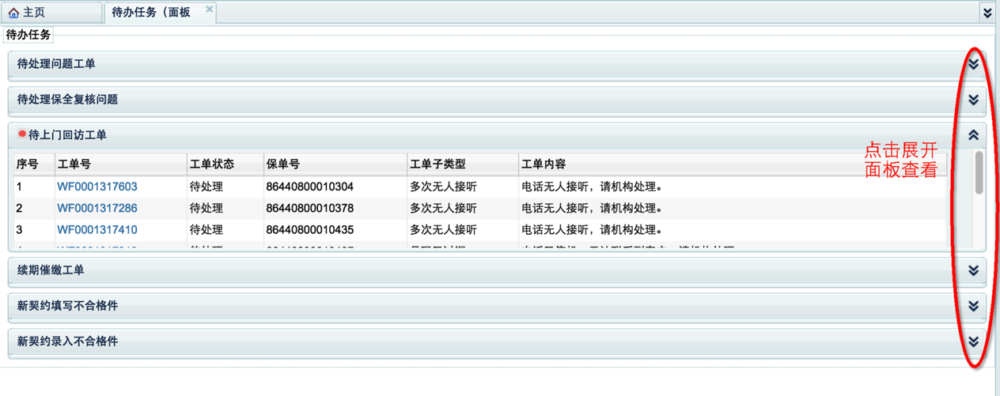 主页
待办任务（面板
待办任务
待处理问题工单
待处理保全复核问题
待上门回访工单
点击展开
面板查看
序号 工单号 工单状态 保单号 工单子类型 工单内容
1 WF0001317603 待处理 86440800010304 多次无人接听 电话无人接听，请机构处理。
2 WF0001317286 待处理 86440800010378 多次无人接听 电话无人接听，请机构处理。
3 WF0001317410 待处理 86440800010435 多次无人接听 电话无人接听，请机构处理。
续期催缴工单
新契约填写不合格件
新契约录入不合格件